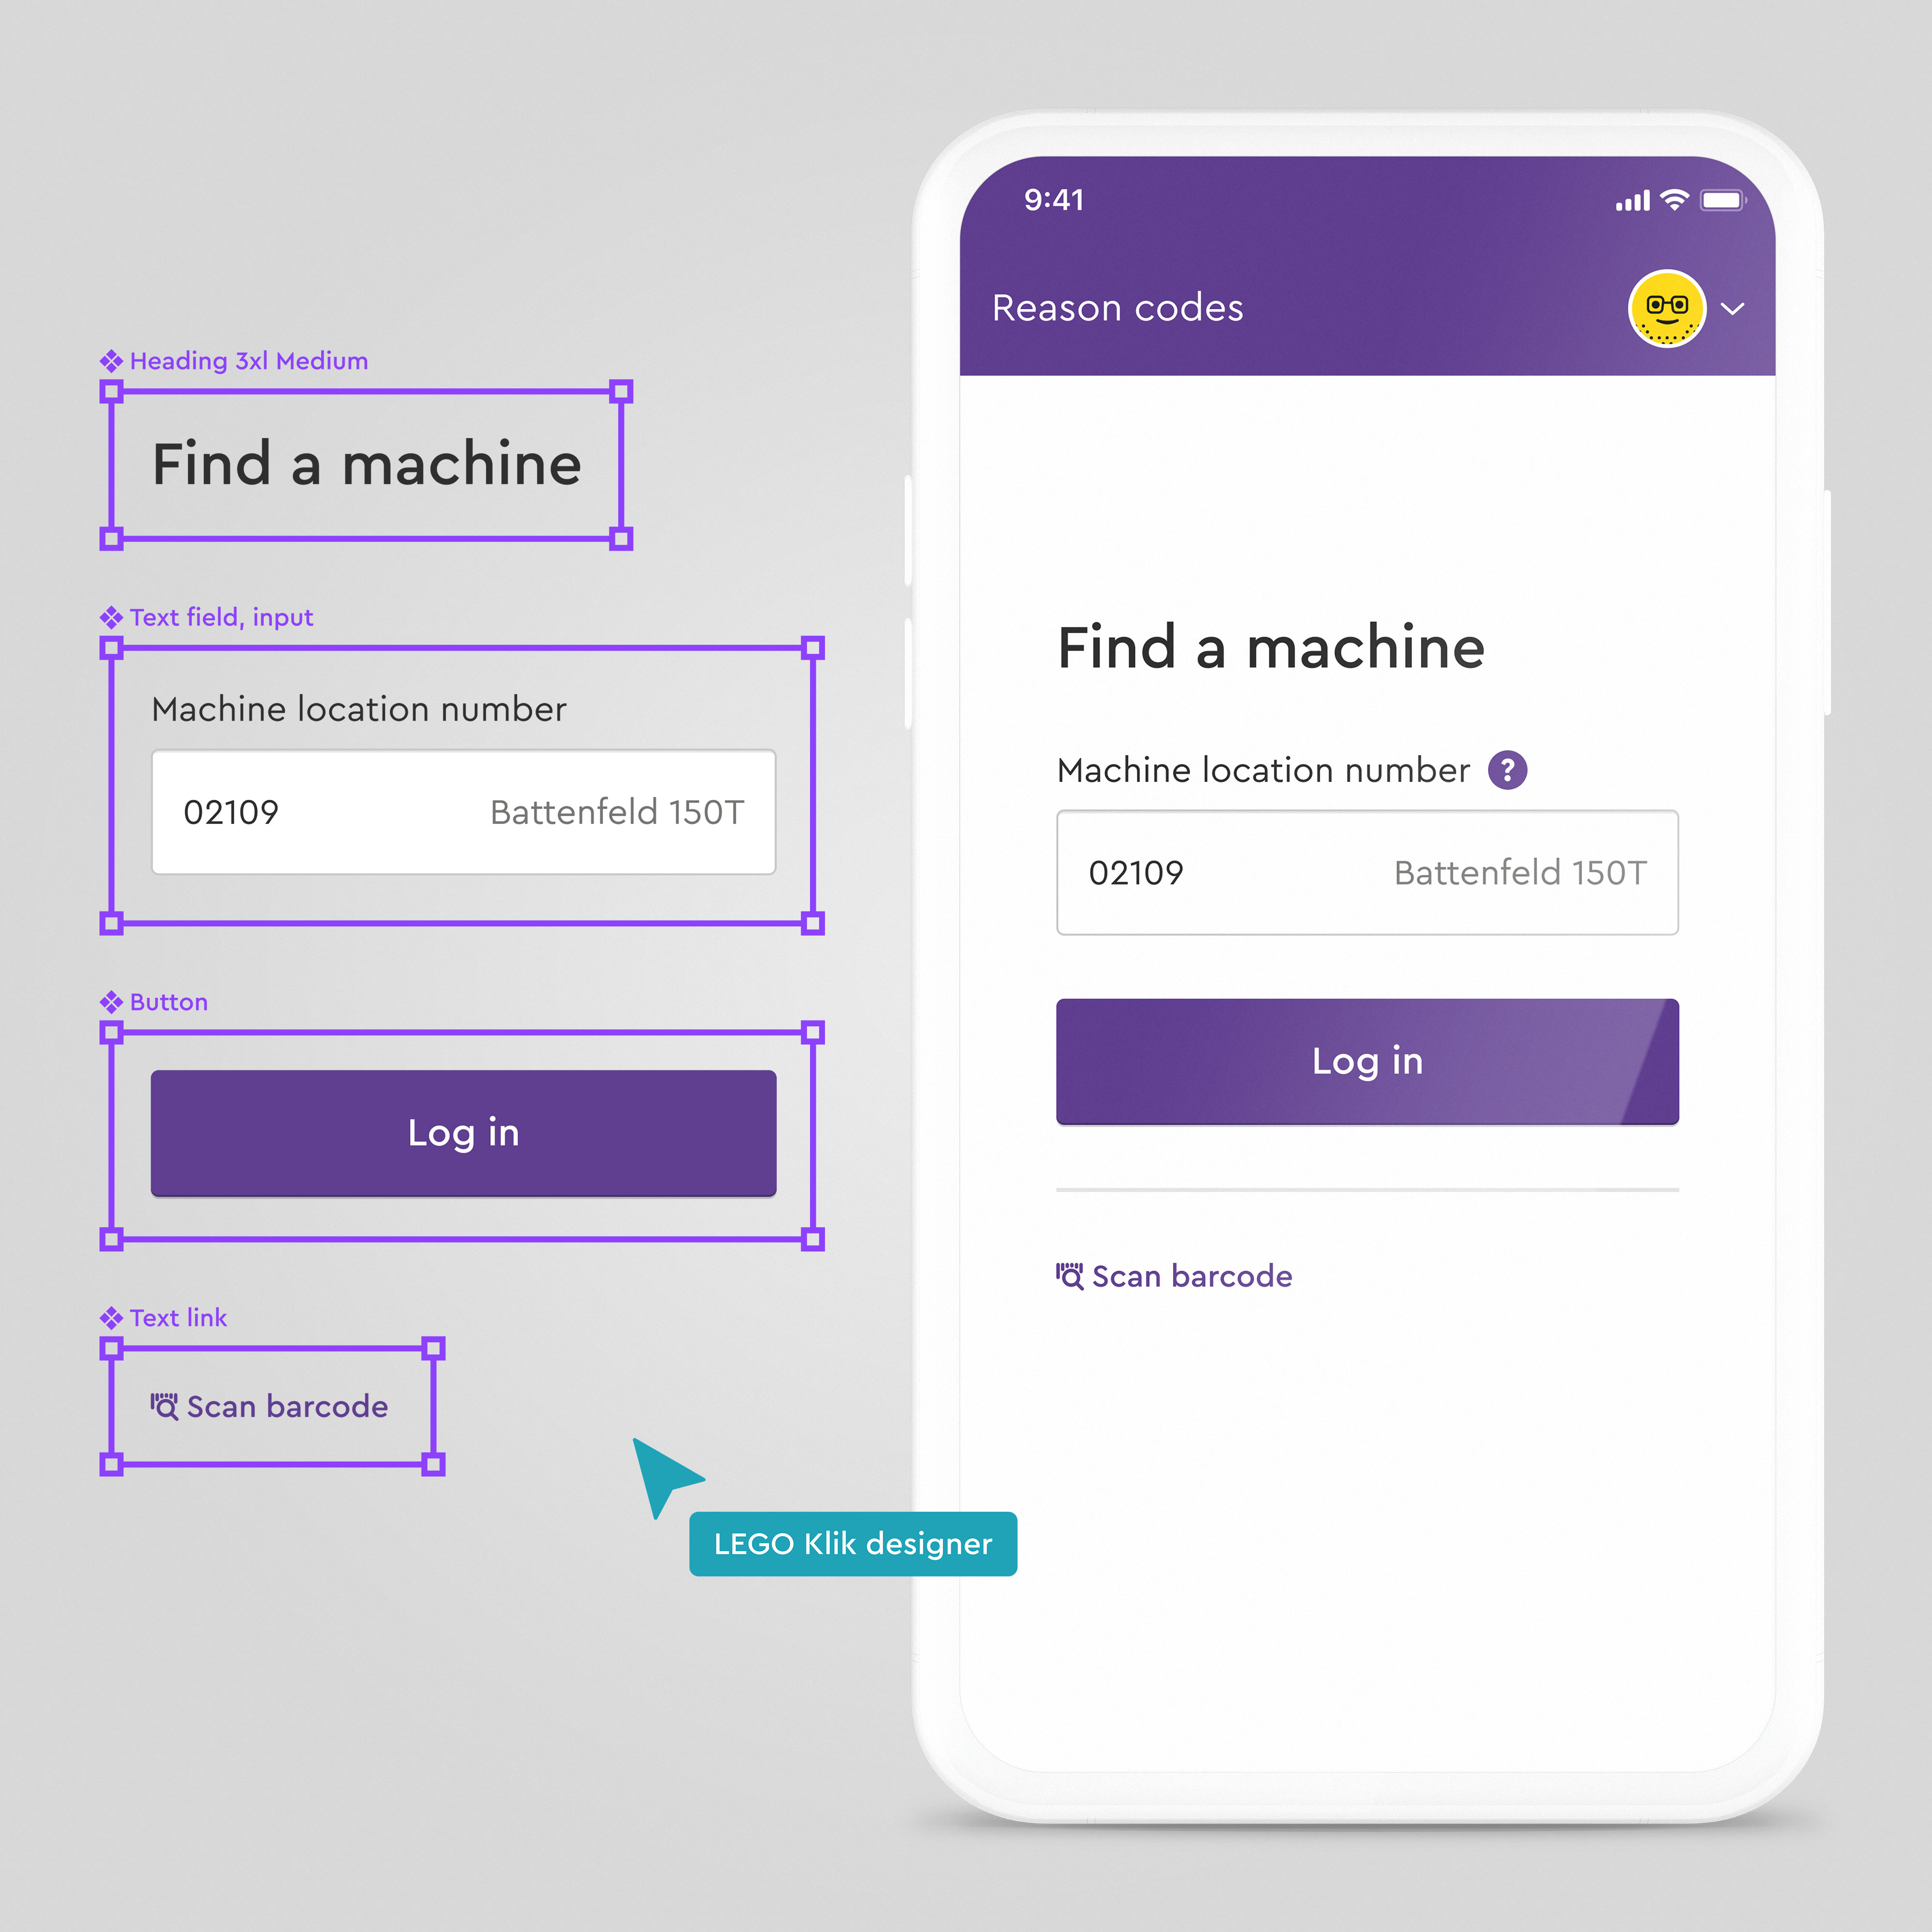 Heading 3xl Medium
Find a machine
Text field, input
Machine location number
02109 Battenfeld 150T
Button
Log in
Text link
Scan barcode
LEGO Klik designer
9:41
Reason codes
Find a machine
Machine location number ?
02109 Battenfeld 150T
Log in
Scan barcode